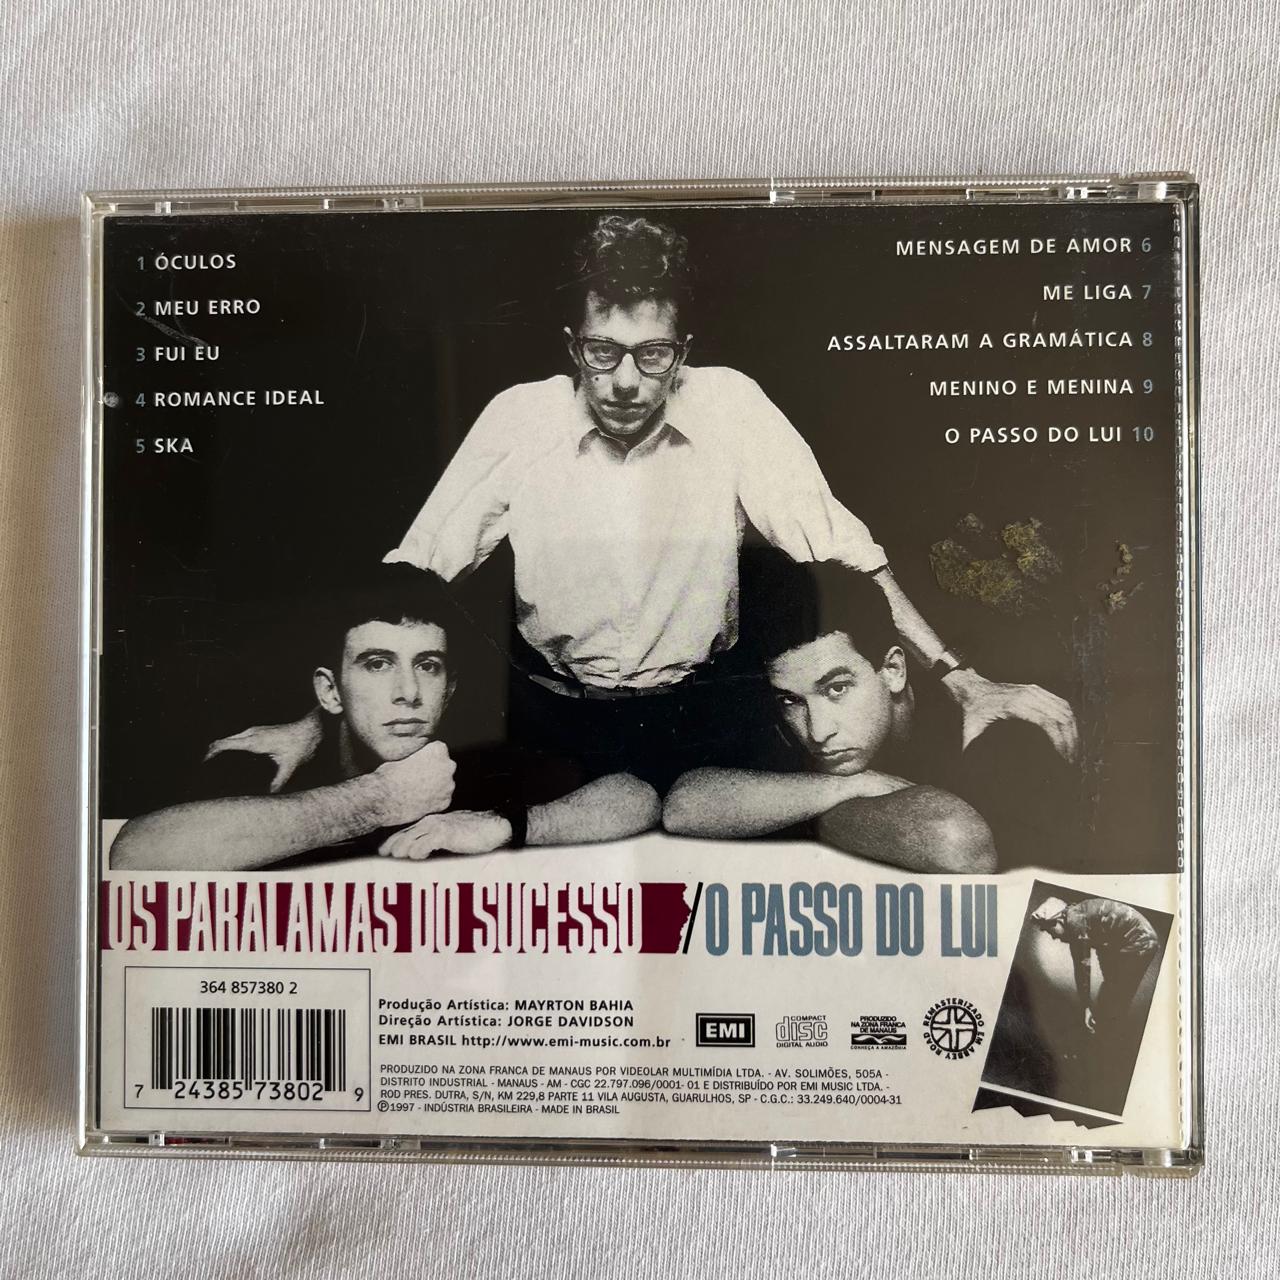 1 ÓCULOS
2 MEU ERRO
3 FUI EU
4 ROMANCE IDEAL
5 SKA
MENSAGEM DE AMOR 6
ME LIGA 7
ASSALTARAM A GRAMÁTICA 8
MENINO E MENINA 9
O PASSO DO LUI 10
OS PARALAMAS DO SUCESSO/O PASSO DO LUI
364 857380 2
7 24385 73802 9
Produção Artística: MAYRTON BAHIA
Direção Artística: JORGE DAVIDSON
EMI BRASIL http://www.emi-music.com.br
EMI
COMPACT
disc
DIGITAL AUDIO
PRODUZIDO
NA ZONA FRANCA
DE MANAUS
CONHEÇA A AMAZÔNIA
REMASTERIZADO EM ABBEY ROAD
PRODUZIDO NA ZONA FRANCA DE MANAUS POR VIDEOLAR MULTIMÍDIA LTDA. - AV. SOLIMÕES, 505A -
DISTRITO INDUSTRIAL - MANAUS - AM - CGC 22.797.096/0001- 01 E DISTRIBUÍDO POR EMI MUSIC LTDA. -
ROD PRES. DUTRA, S/N, KM 229,8 PARTE 11 VILA AUGUSTA, GUARULHOS, SP - C.G.C.: 33.249.640/0004-31
℗1997 - INDÚSTRIA BRASILEIRA - MADE IN BRASIL